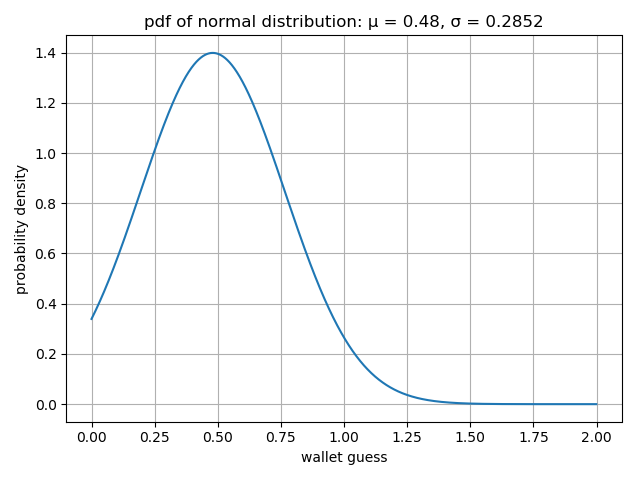 pdf of normal distribution: μ = 0.48, σ = 0.2852
1.4
1.2
1.0
0.8
0.6
0.4
0.2
0.0
probability density
0.00 0.25 0.50 0.75 1.00 1.25 1.50 1.75 2.00
wallet guess